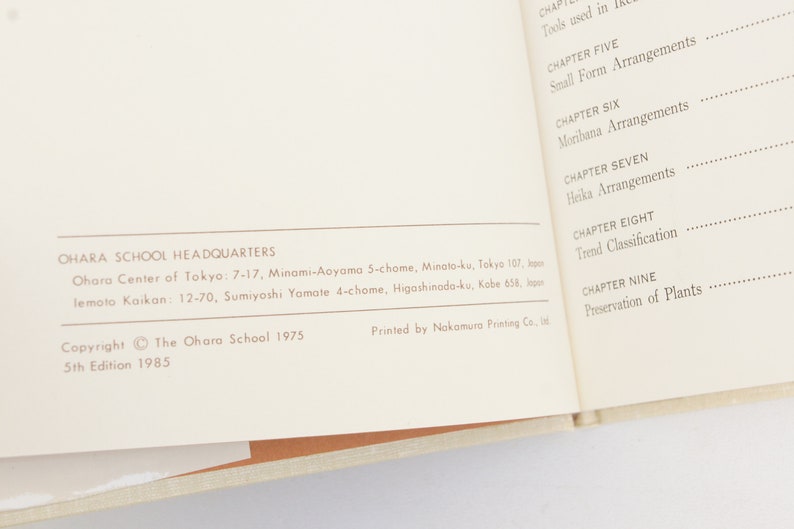 OHARA SCHOOL HEADQUARTERS
Ohara Center of Tokyo: 7-17, Minami-Aoyama 5-chome, Minato-ku, Tokyo 107, Japan
Iemoto Kaikan: 12-70, Sumiyoshi Yamate 4-chome, Higashinada-ku, Kobe 658, Japan
Copyright © The Ohara School 1975
5th Edition 1985
Printed by Nakamura Printing Co., Ltd.
CHAPTER
Tools used in
CHAPTER FIVE
Small Form Arrangements
CHAPTER SIX
Moribana Arrangements
CHAPTER SEVEN
Heika Arrangements
CHAPTER EIGHT
Trend Classification
CHAPTER NINE
Preservation of Plants